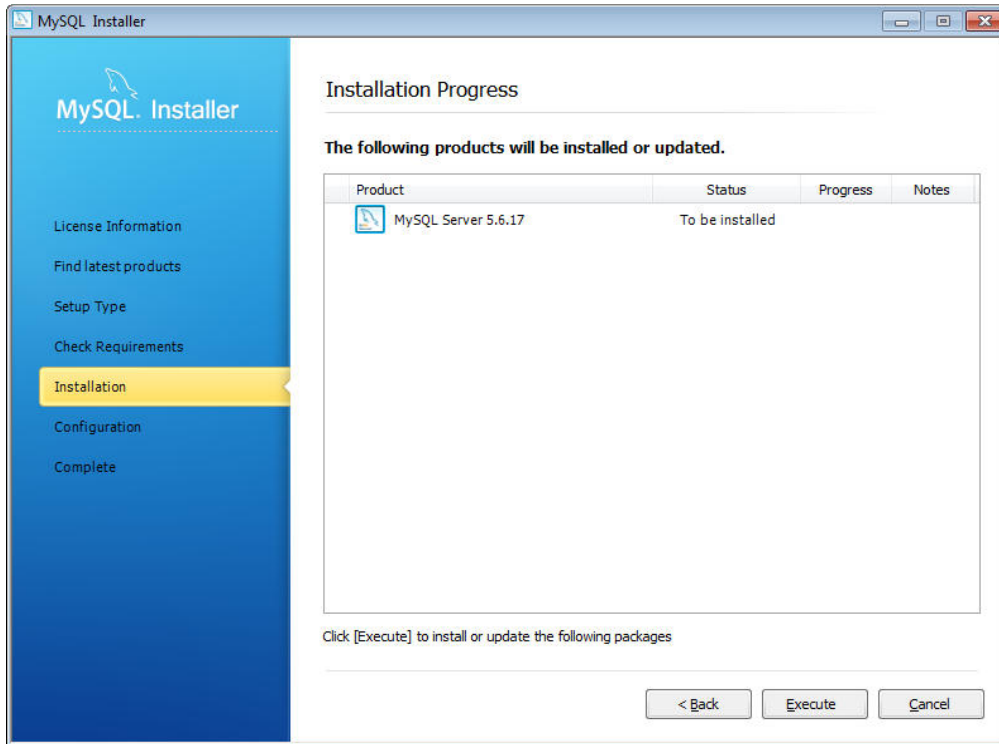 MySQL Installer
MySQL. Installer
License Information
Find latest products
Setup Type
Check Requirements
Installation
Configuration
Complete
Installation Progress
The following products will be installed or updated.
Product Status Progress Notes
MySQL Server 5.6.17 To be installed
Click [Execute] to install or update the following packages
< Back Execute Cancel